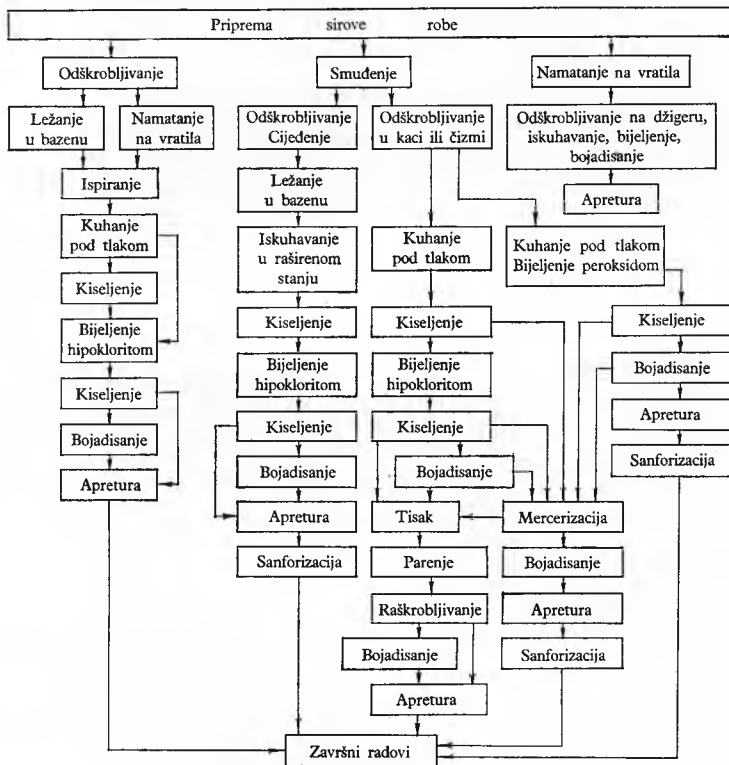 Priprema sirove robe
Odškrobljivanje
Smuđenje
Namatanje na vratila
Ležanje
u bazenu
Namatanje
na vratila
Odškrobljivanje
Cijeđenje
Odškrobljivanje
u kaci ili čizmi
Odškrobljivanje na džigeru,
iskuhavanje, bijeljenje,
bojadisanje
Ispiranje
Ležanje
u bazenu
Apretura
Kuhanje
pod tlakom
Iskuhavanje
u raširenom
stanju
Kuhanje
pod tlakom
Kuhanje pod tlakom
Bijeljenje peroksidom
Kiseljenje
Kiseljenje
Kiseljenje
Kiseljenje
Bijeljenje
hipokloritom
Bijeljenje
hipokloritom
Bijeljenje
hipokloritom
Bojadisanje
Kiseljenje
Kiseljenje
Kiseljenje
Apretura
Bojadisanje
Bojadisanje
Bojadisanje
Sanforizacija
Apretura
Apretura
Tisak
Mercerizacija
Sanforizacija
Parenje
Bojadisanje
Raškrobljivanje
Apretura
Bojadisanje
Sanforizacija
Apretura
Završni radovi